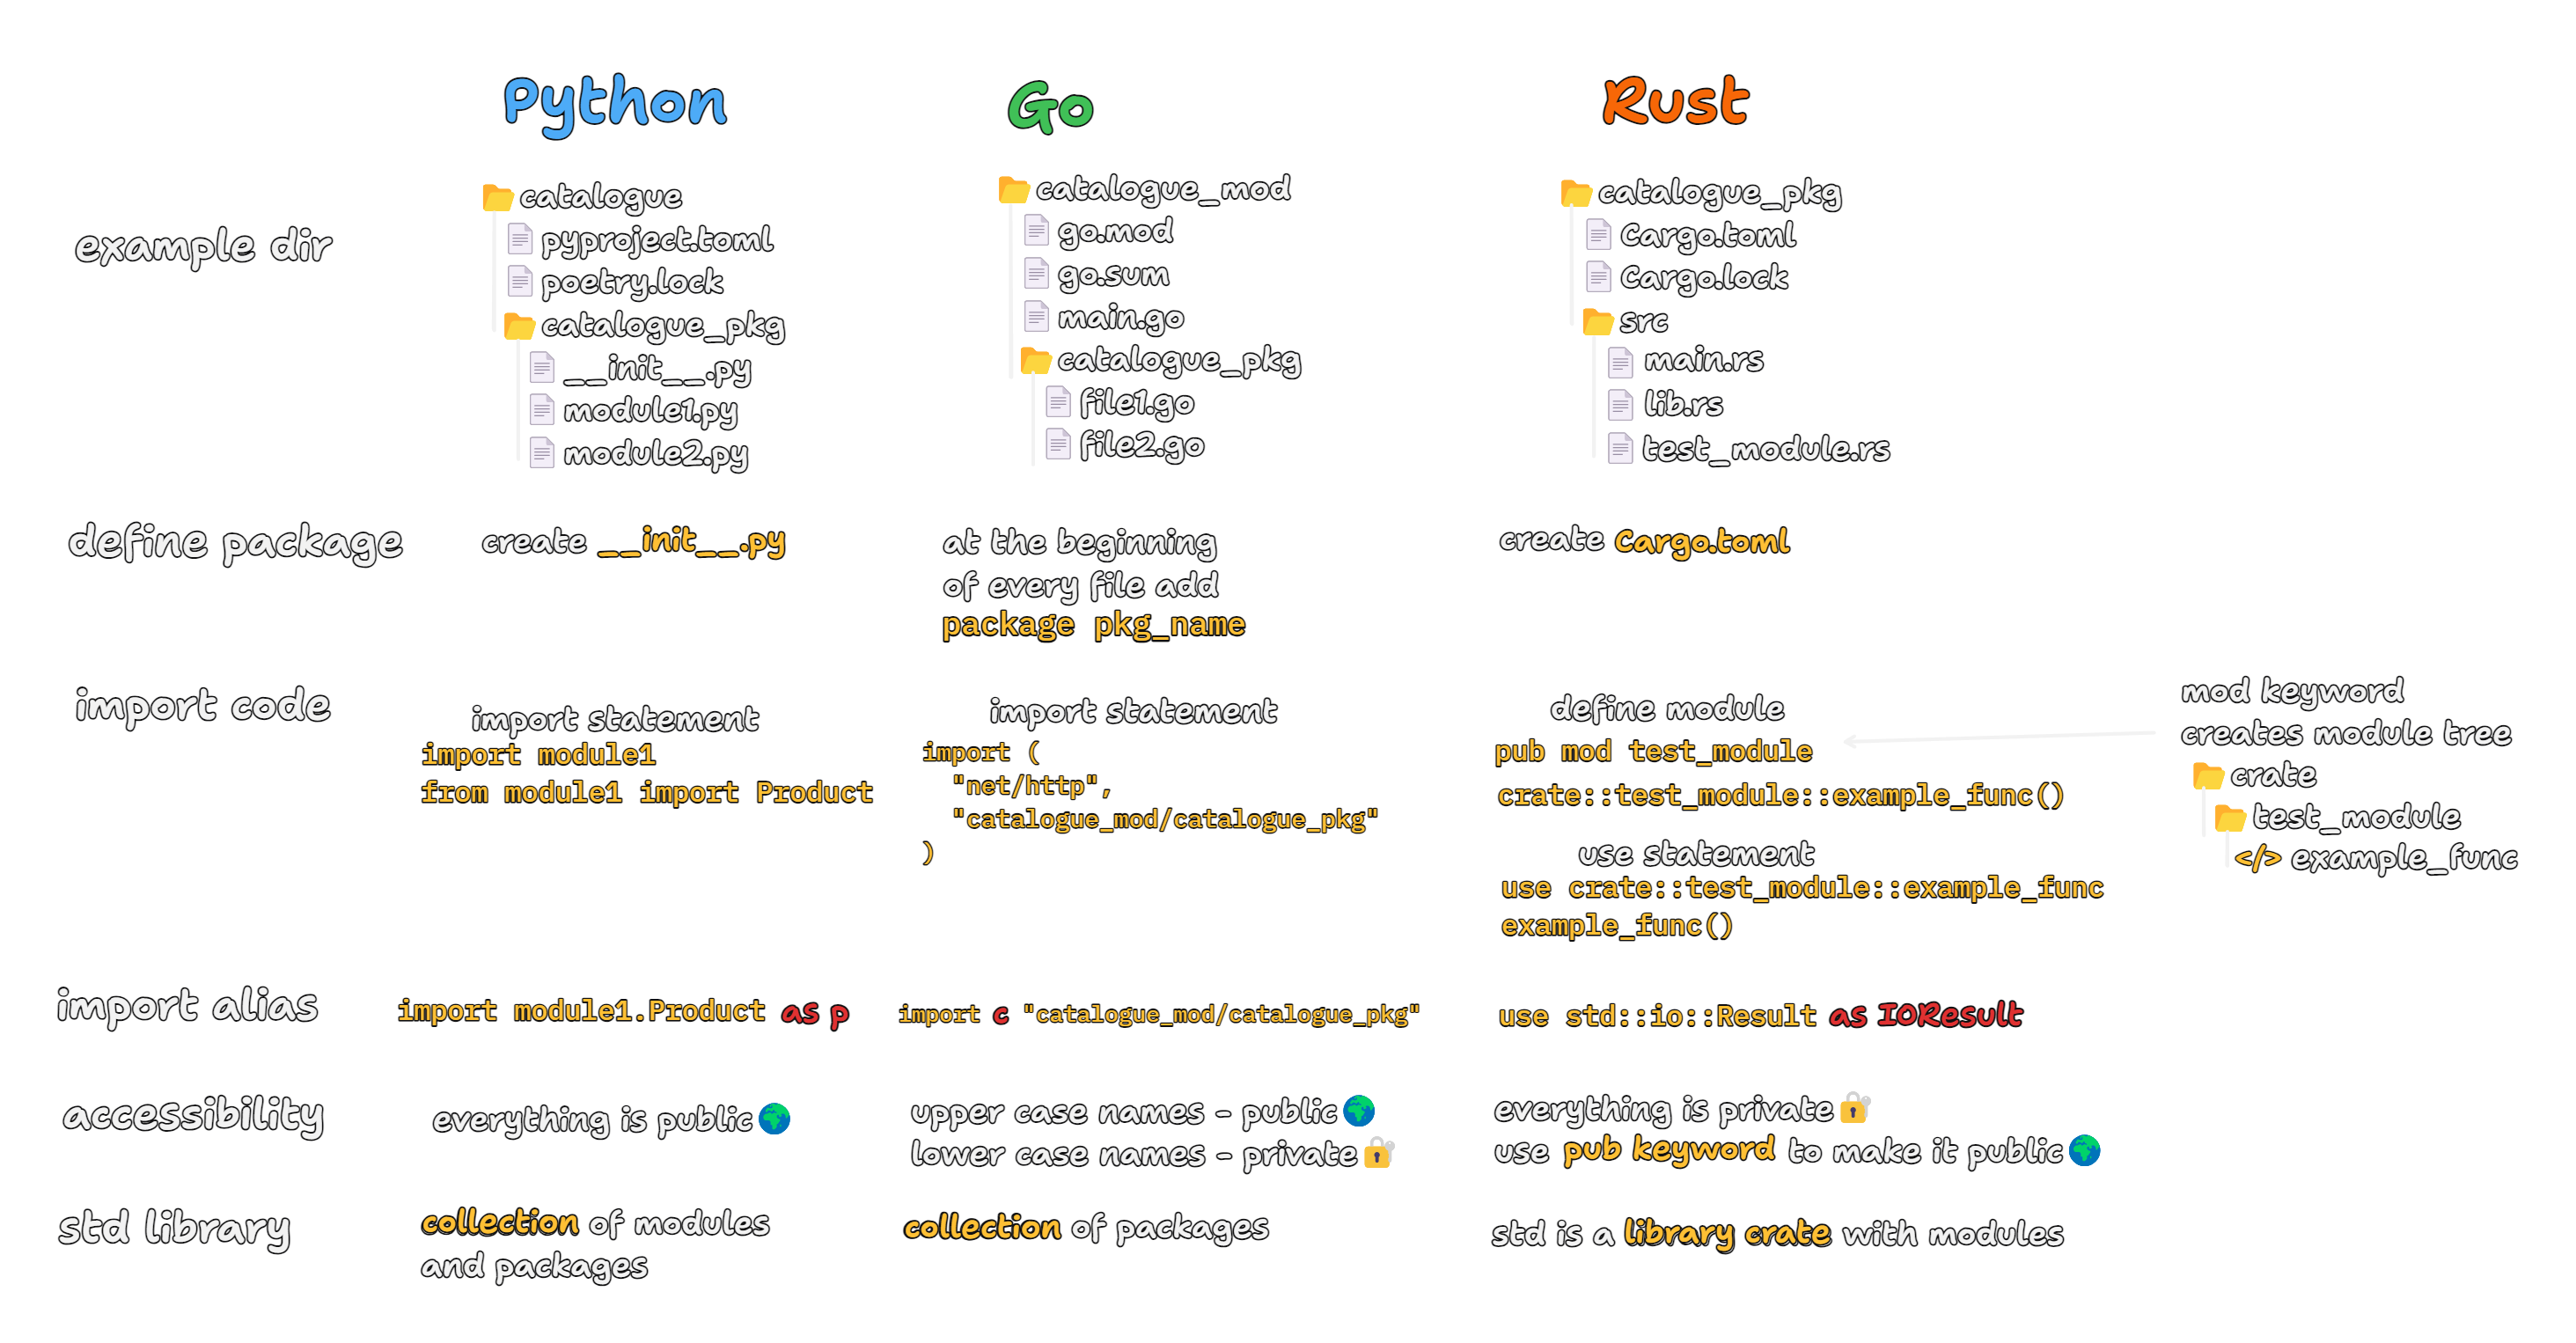 Python
Go
Rust
example dir
catalogue
pyproject.toml
poetry.lock
catalogue_pkg
__init__.py
module1.py
module2.py
catalogue_mod
go.mod
go.sum
main.go
catalogue_pkg
file1.go
file2.go
catalogue_pkg
Cargo.toml
Cargo.lock
src
main.rs
lib.rs
test_module.rs
define package
create __init__.py
at the beginning
of every file add
package pkg_name
create Cargo.toml
import code
import statement
import module1
from module1 import Product
import statement
import (
"net/http",
"catalogue_mod/catalogue_pkg"
)
define module
pub mod test_module
crate::test_module::example_func()
use statement
use crate::test_module::example_func
example_func()
mod keyword
creates module tree
crate
test_module
</> example_func
import alias
import module1.Product as p
import c "catalogue_mod/catalogue_pkg"
use std::io::Result as IOResult
accessibility
everything is public
upper case names - public
lower case names - private
everything is private
use pub keyword to make it public
std library
collection of modules
and packages
collection of packages
std is a library crate with modules